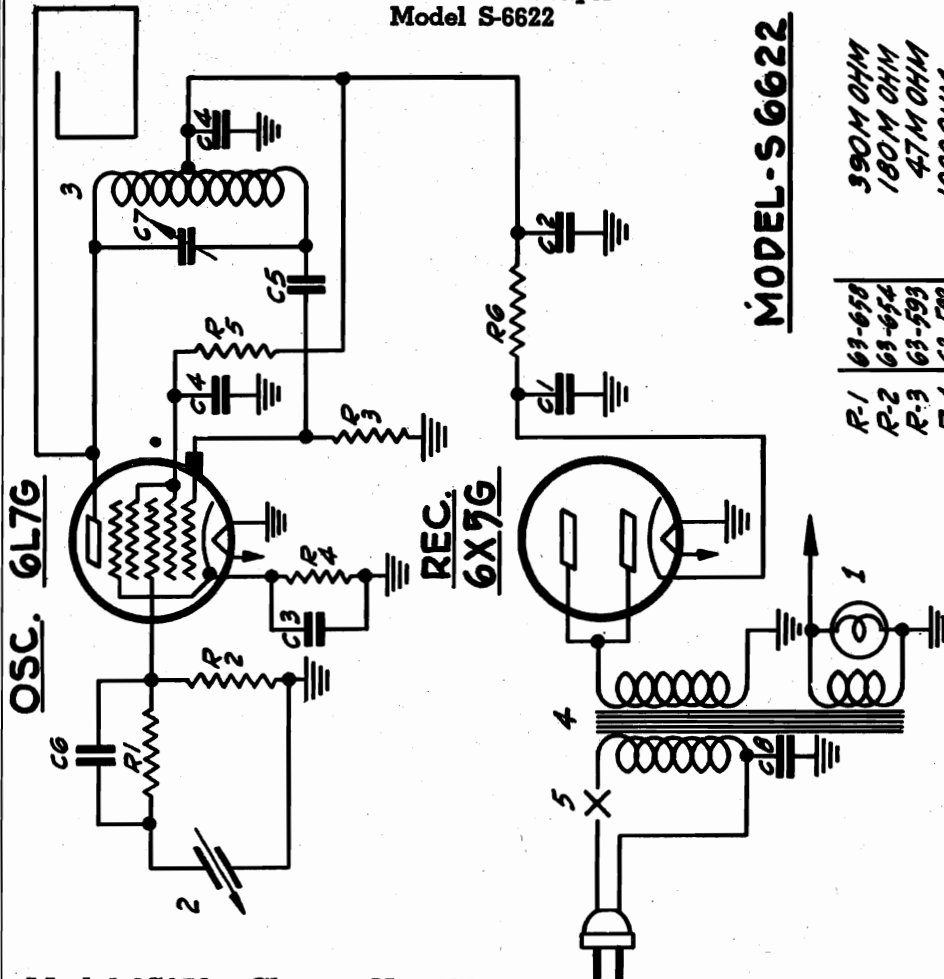 Model S-6622
OSC. 6L7G
C6
R1
R2
2
C3
R4
C4
R5
R3
C5
C7
3
C4
REC. 6X5G
C1
R6
C2
4
5
C8
1
MODEL-S6622
R-1 63-658 390M OHM
R-2 63-654 180M OHM
R-3 63-593 47M OHM